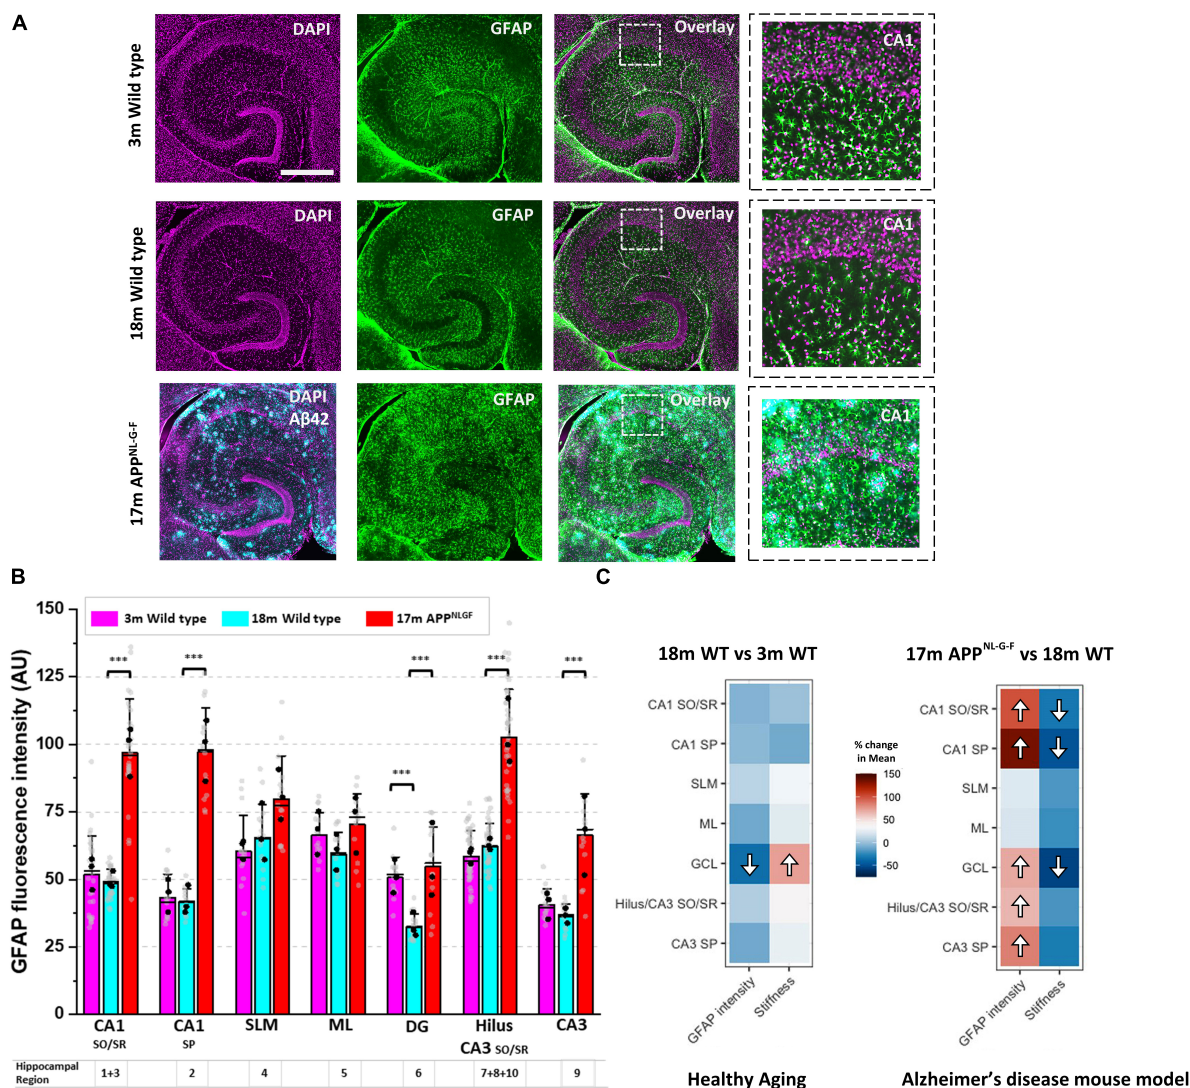 A
3m Wild type
DAPI
GFAP
Overlay
CA1
18m Wild type
DAPI
GFAP
Overlay
CA1
17m APPNL-G-F
DAPI
Aβ42
GFAP
Overlay
CA1
B
GFAP fluorescence intensity (AU)
150
125
100
75
50
25
0
3m Wild type
18m Wild type
17m APPNLGF
***
***
***
***
***
***
CA1 SO/SR
CA1 SP
SLM
ML
DG
Hilus
CA3 SO/SR
CA3
Hippocampal Region
1+3
2
4
5
6
7+8+10
9
C
18m WT vs 3m WT
CA1 SO/SR
CA1 SP
SLM
ML
GCL
Hilus/CA3 SO/SR
CA3 SP
GFAP intensity
Stiffness
Healthy Aging
% change
in Mean
150
100
50
0
-50
17m APPNL-G-F vs 18m WT
CA1 SO/SR
CA1 SP
SLM
ML
GCL
Hilus/CA3 SO/SR
CA3 SP
GFAP intensity
Stiffness
Alzheimer's disease mouse model